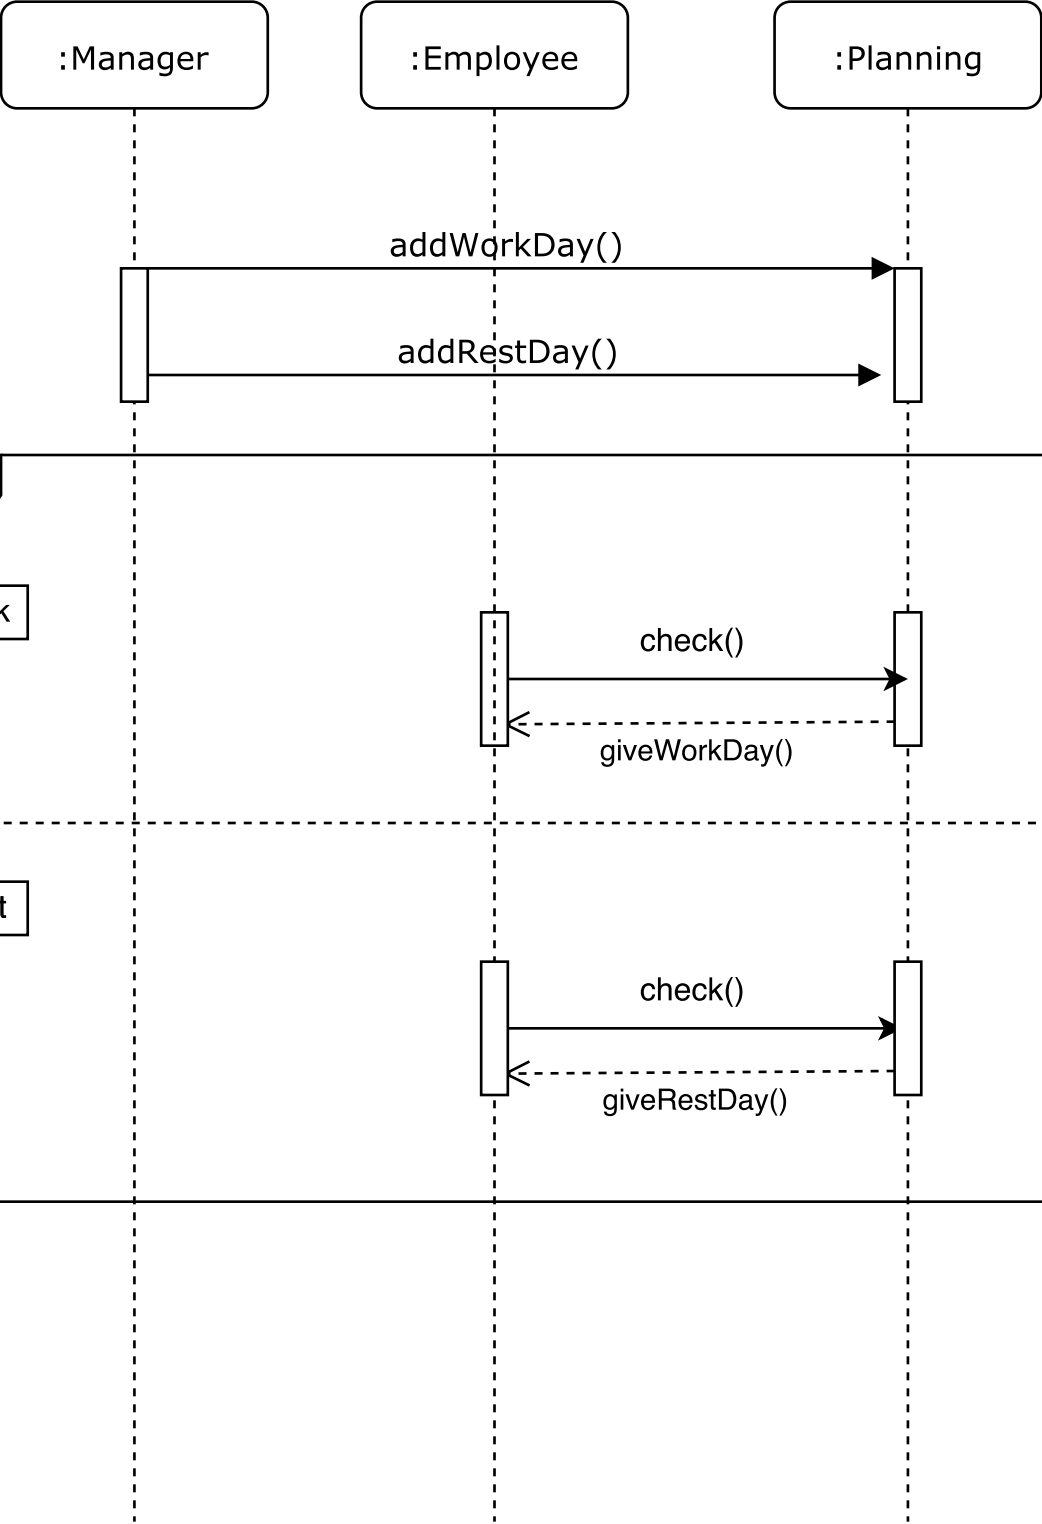 :Manager
:Employee
:Planning
addWorkDay()
addRestDay()
k
check()
giveWorkDay()
t
check()
giveRestDay()